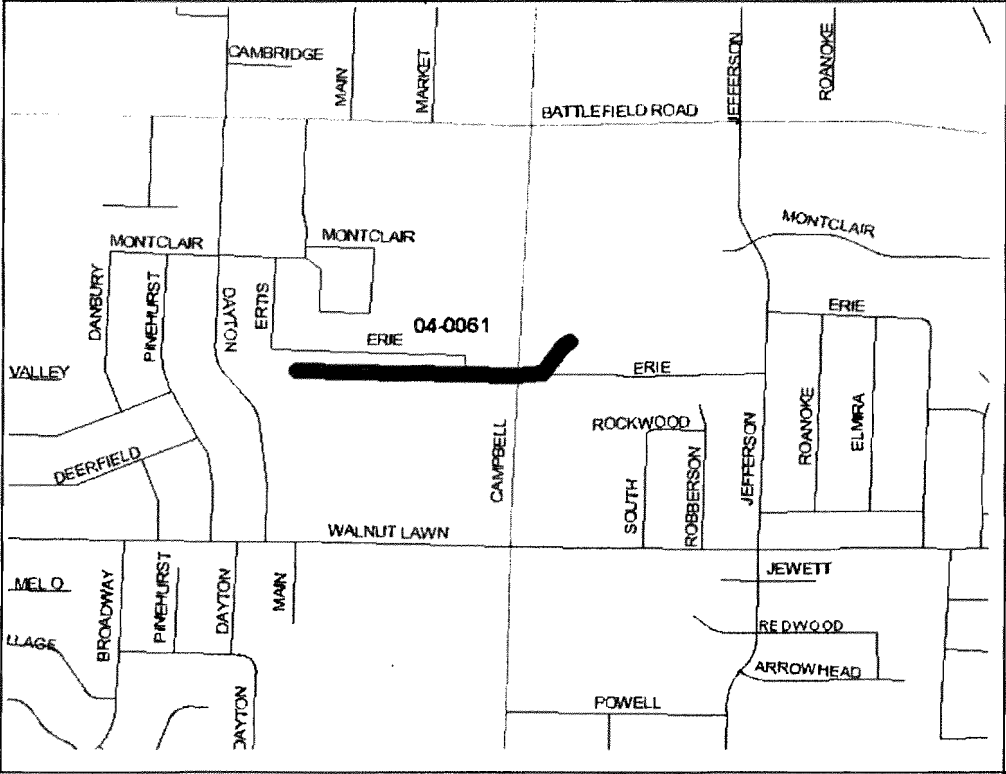 CAMBRIDGE
MAIN
MARKET
JEFFERSON
ROANOKE
BATTLEFIELD ROAD
MONTCLAIR
MONTCLAIR
MONTCLAIR
DANBURY
PINEHURST
DAYTON
ERTIS
ERIE
04-0061
ERIE
VALLEY
ERIE
ROCKWOOD
ROANOKE
ELMIRA
DEERFIELD
CAMPBELL
SOUTH
ROBBERSON
JEFFERSON
WALNUT LAWN
MEL O
BROADWAY
PINEHURST
DAYTON
MAIN
JEWETT
LLAGE
REDWOOD
ARROWHEAD
DAYTON
POWELL